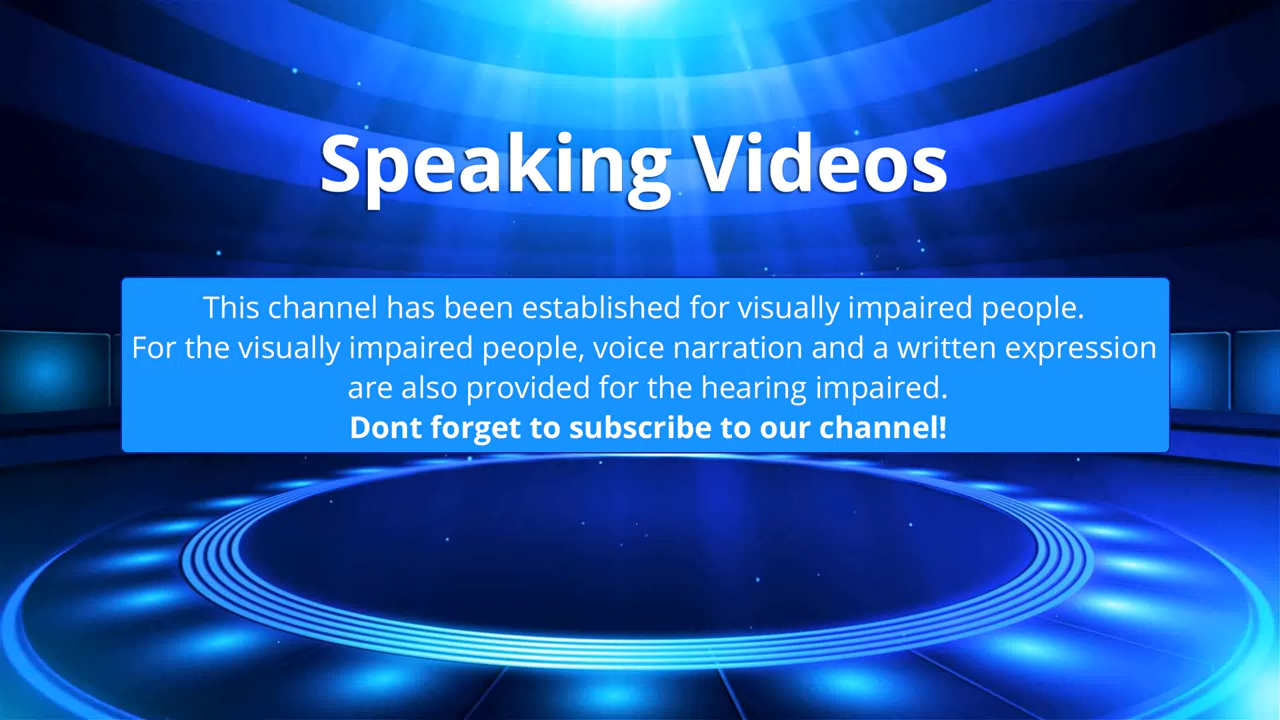 Speaking Videos
This channel has been established for visually impaired people.
For the visually impaired people, voice narration and a written expression
are also provided for the hearing impaired.
Dont forget to subscribe to our channel!